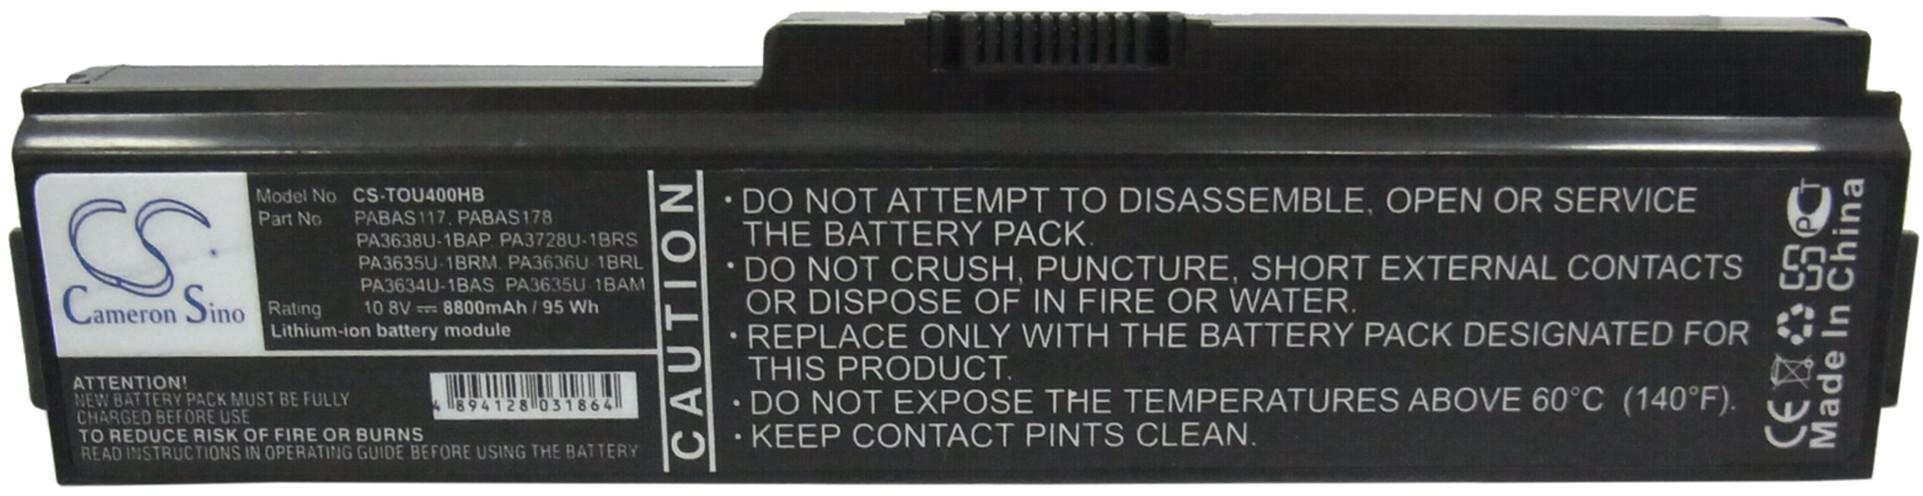 CS
Cameron Sino
Model No CS-TOU400HB
Part No PABAS117, PABAS178
PA3638U-1BAP, PA3728U-1BRS
PA3635U-1BRM, PA3636U-1BRL
PA3634U-1BAS, PA3635U-1BAM
Rating 10.8V 8800mAh / 95 Wh
Lithium-ion battery module
ATTENTION!
NEW BATTERY PACK MUST BE FULLY
CHARGED BEFORE USE
TO REDUCE RISK OF FIRE OR BURNS
READ INSTRUCTIONS IN OPERATING GUIDE BEFORE USING THE BATTERY
4 894128 031864
CAUTION
• DO NOT ATTEMPT TO DISASSEMBLE, OPEN OR SERVICE
THE BATTERY PACK.
• DO NOT CRUSH, PUNCTURE, SHORT EXTERNAL CONTACTS
OR DISPOSE OF IN FIRE OR WATER.
• REPLACE ONLY WITH THE BATTERY PACK DESIGNATED FOR
THIS PRODUCT.
• DO NOT EXPOSE THE TEMPERATURES ABOVE 60°C (140°F).
• KEEP CONTACT PINTS CLEAN.
CE
Made In China